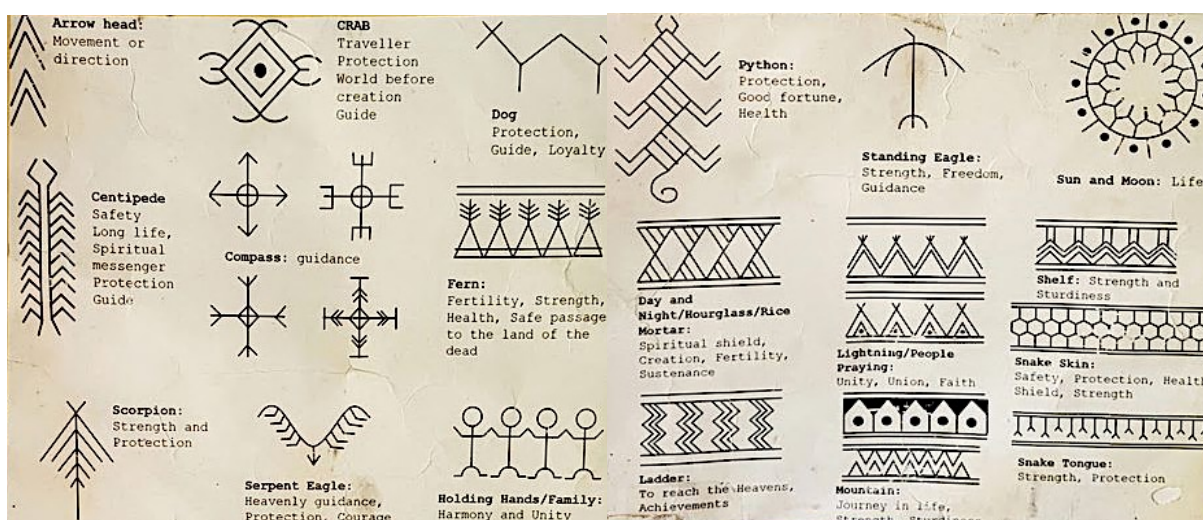 Arrow head:
Movement or
direction
CRAB
Traveller
Protection
World before
creation
Guide
Dog
Protection,
Guide, Loyalty
Centipede
Safety
Long life,
Spiritual
messenger
Protection
Guide
Compass: guidance
Fern:
Fertility, Strength,
Health, Safe passage
to the land of the
dead
Scorpion:
Strength and
Protection
Serpent Eagle:
Heavenly guidance,
Protection, Courage
Holding Hands/Family:
Harmony and Unity
Python:
Protection,
Good fortune,
Health
Standing Eagle:
Strength, Freedom,
Guidance
Sun and Moon: Life
Day and
Night/Hourglass/Rice
Mortar:
Spiritual shield,
Creation, Fertility,
Sustenance
Lightning/People
Praying:
Unity, Union, Faith
Shelf: Strength and
Sturdiness
Snake Skin:
Safety, Protection, Health
Shield, Strength
Ladder:
To reach the Heavens,
Achievements
Mountain:
Journey in life,
Strength, Sturdiness
Snake Tongue:
Strength, Protection